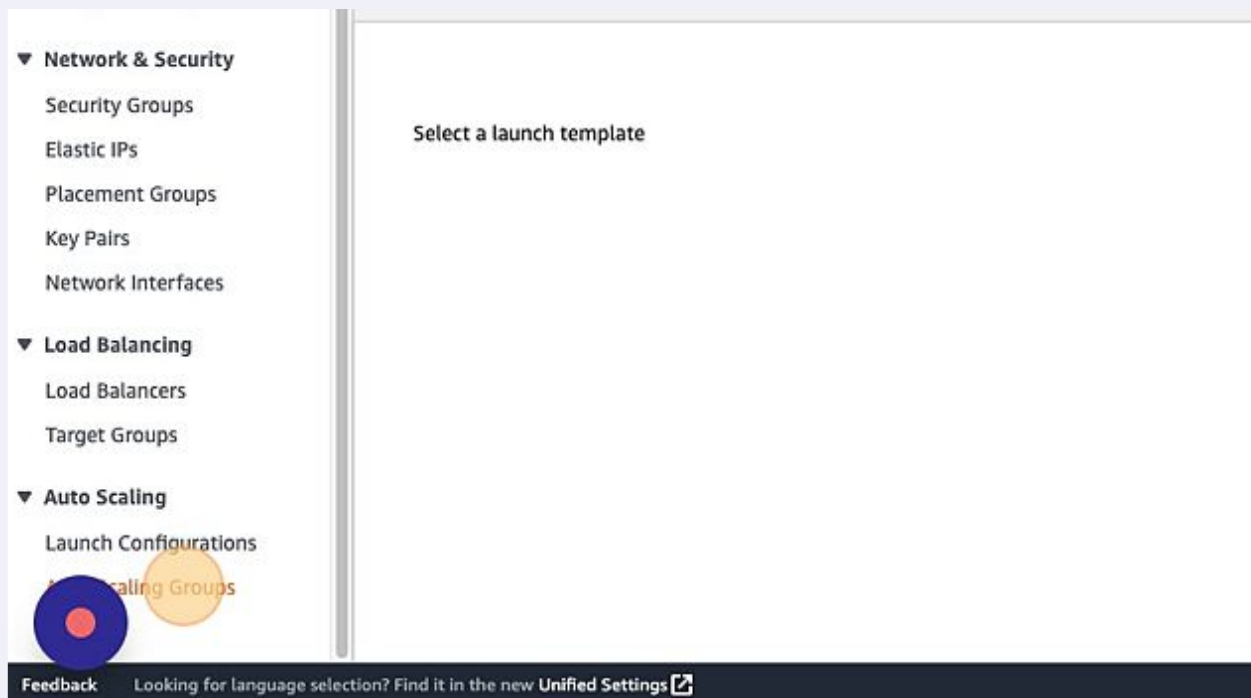 Network & Security
Security Groups
Elastic IPs
Placement Groups
Key Pairs
Network Interfaces
Load Balancing
Load Balancers
Target Groups
Auto Scaling
Launch Configurations
Groups
Select a launch template
Feedback Looking for language selection? Find it in the new Unified Settings